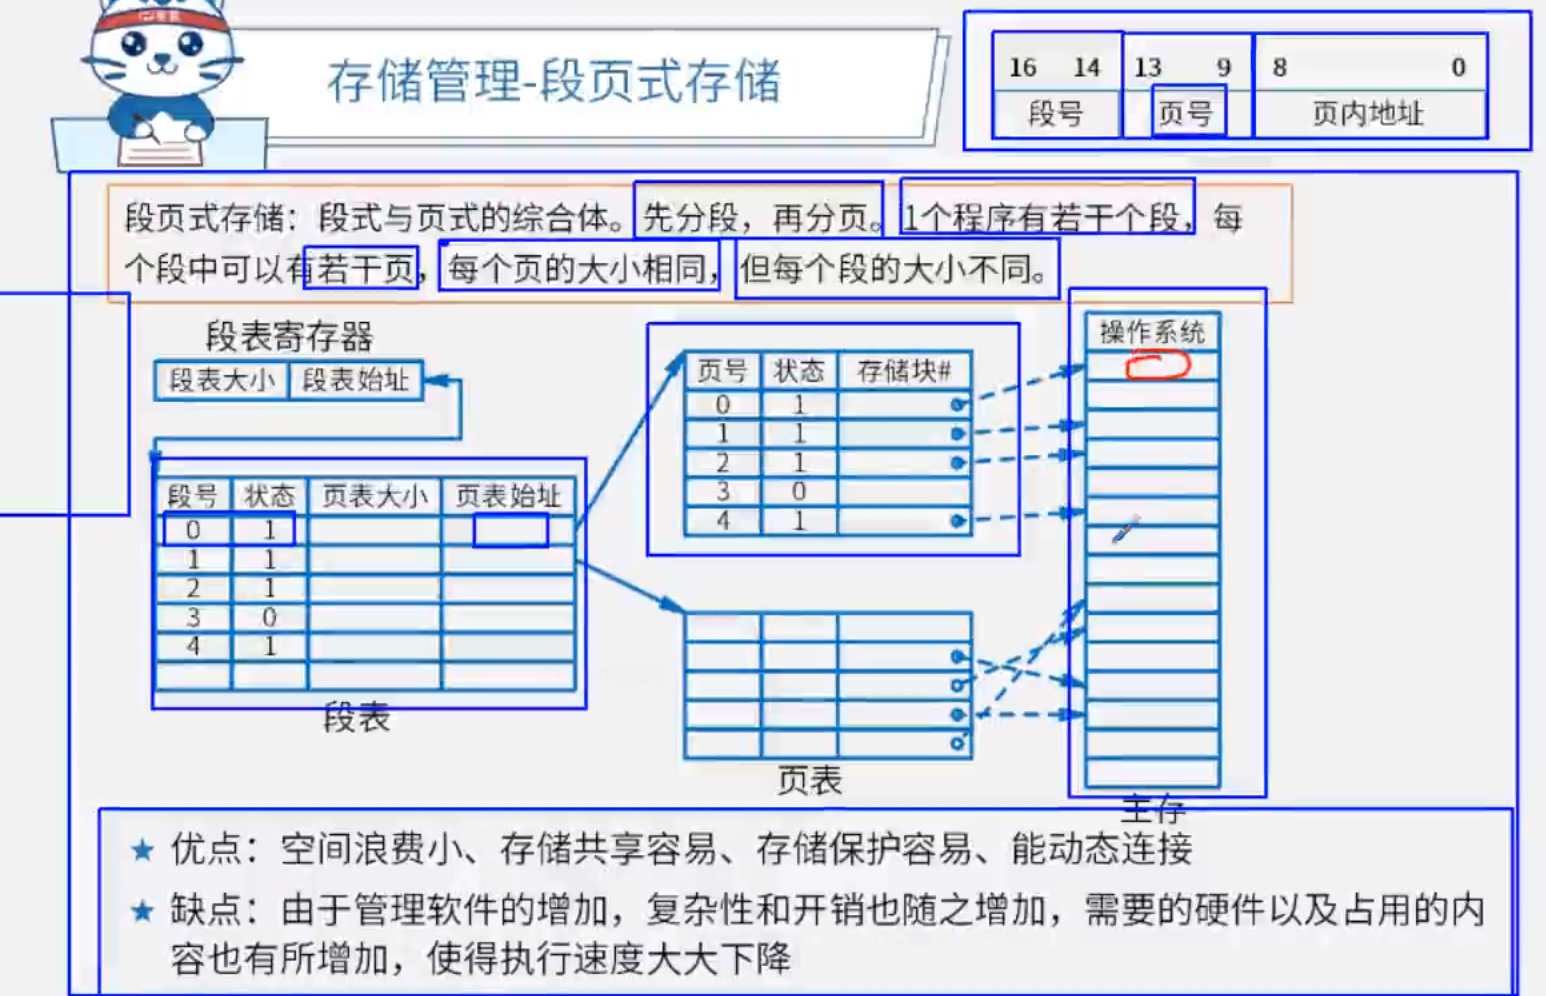 存储管理-段页式存储
16 14 13 9 8 0
段号 页号 页内地址
段页式存储：段式与页式的综合体。先分段，再分页。1个程序有若干个段，每
个段中可以有若干页，每个页的大小相同，但每个段的大小不同。
段表寄存器
段表大小 段表始址
段号 状态 页表大小 页表始址
0 1
1 1
2 1
3 0
4 1
段表
页号 状态 存储块#
0 1
1 1
2 1
3 0
4 1
页表
操作系统
主存
★ 优点：空间浪费小、存储共享容易、存储保护容易、能动态连接
★ 缺点：由于管理软件的增加，复杂性和开销也随之增加，需要的硬件以及占用的内
容也有所增加，使得执行速度大大下降